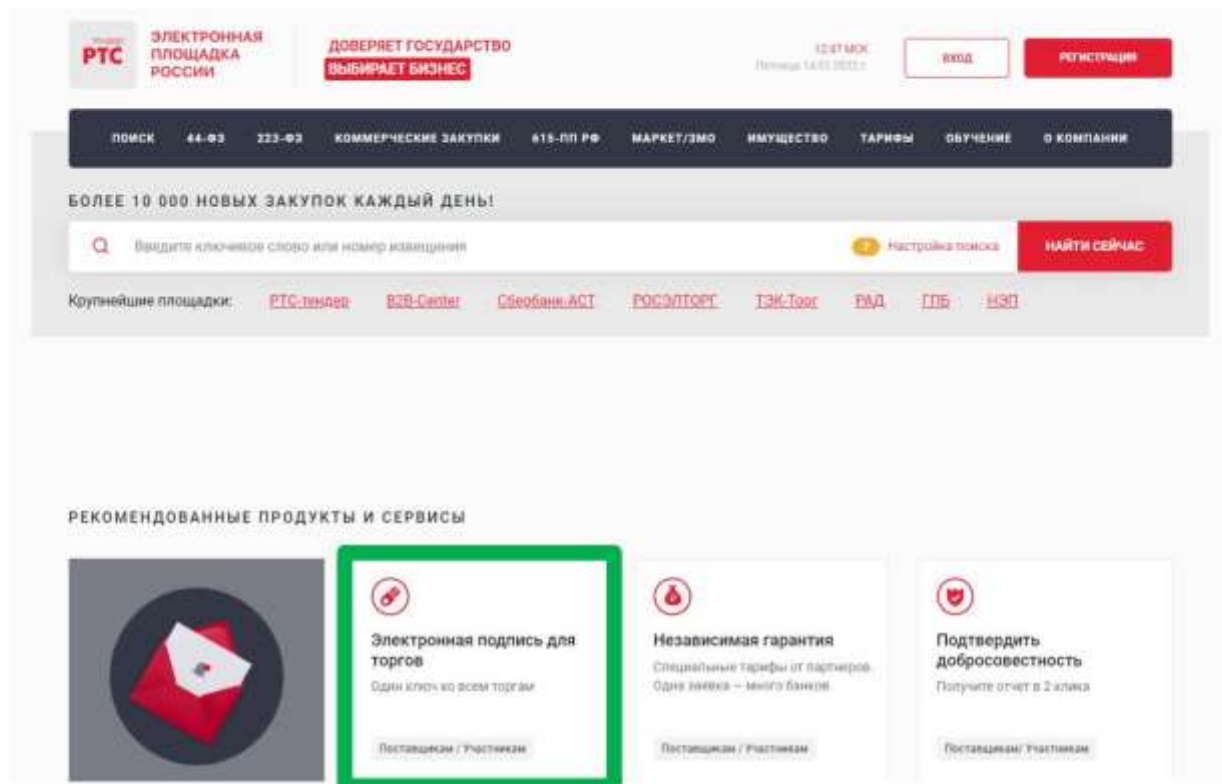 РТС
ЭЛЕКТРОННАЯ
ПЛОЩАДКА
РОССИИ
ДОВЕРЯЕТ ГОСУДАРСТВО
ВЫБИРАЕТ БИЗНЕС
МСК
Пятница
ВХОД
РЕГИСТРАЦИЯ
ПОИСК 44-ФЗ 223-ФЗ КОММЕРЧЕСКИЕ ЗАКУПКИ 615-ПП РФ МАРКЕТ/ЗМО ИМУЩЕСТВО ТАРИФЫ ОБУЧЕНИЕ О КОМПАНИИ
БОЛЕЕ 10 000 НОВЫХ ЗАКУПОК КАЖДЫЙ ДЕНЬ!
Введите ключевое слово или номер извещения
Настройка поиска
НАЙТИ СЕЙЧАС
Крупнейшие площадки: РТС-тендер B2B-Center Сбербанк-АСТ РОСЭЛТОРГ ТЭК-Торг РАД ГПБ НЭП
РЕКОМЕНДОВАННЫЕ ПРОДУКТЫ И СЕРВИСЫ
Электронная подпись для
торгов
Один ключ ко всем торгам
Поставщикам / Участникам
Независимая гарантия
Специальные тарифы от партнеров.
Одна заявка — много банков
Поставщикам / Участникам
Подтвердить
добросовестность
Получите отчет в 2 клика
Поставщикам/ Участникам